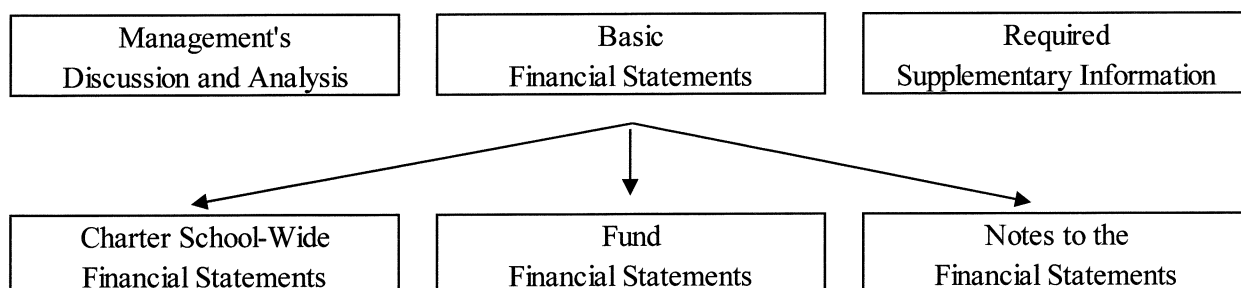 Management's
Discussion and Analysis
Basic
Financial Statements
Required
Supplementary Information
Charter School-Wide
Financial Statements
Fund
Financial Statements
Notes to the
Financial Statements